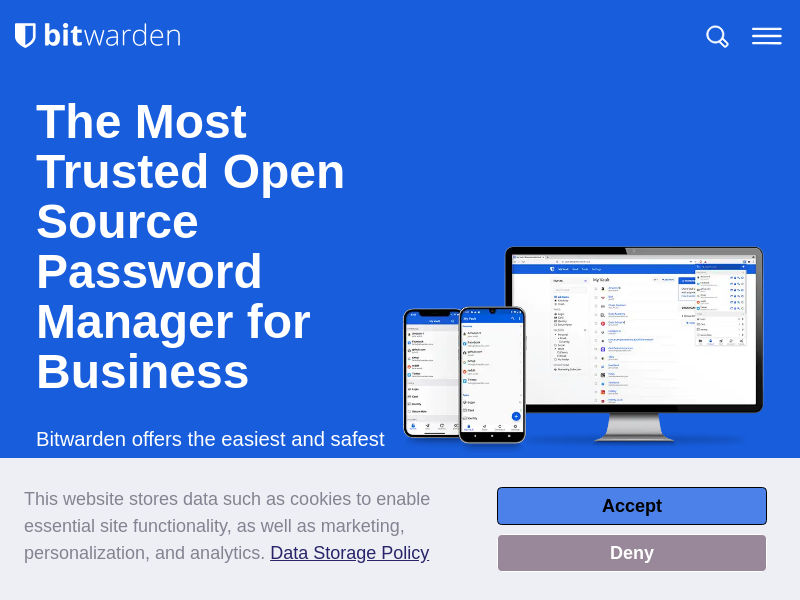 bitwarden
The Most
Trusted Open
Source
Password
Manager for
Business
Bitwarden offers the easiest and safest
This website stores data such as cookies to enable
essential site functionality, as well as marketing,
personalization, and analytics. Data Storage Policy
Accept
Deny